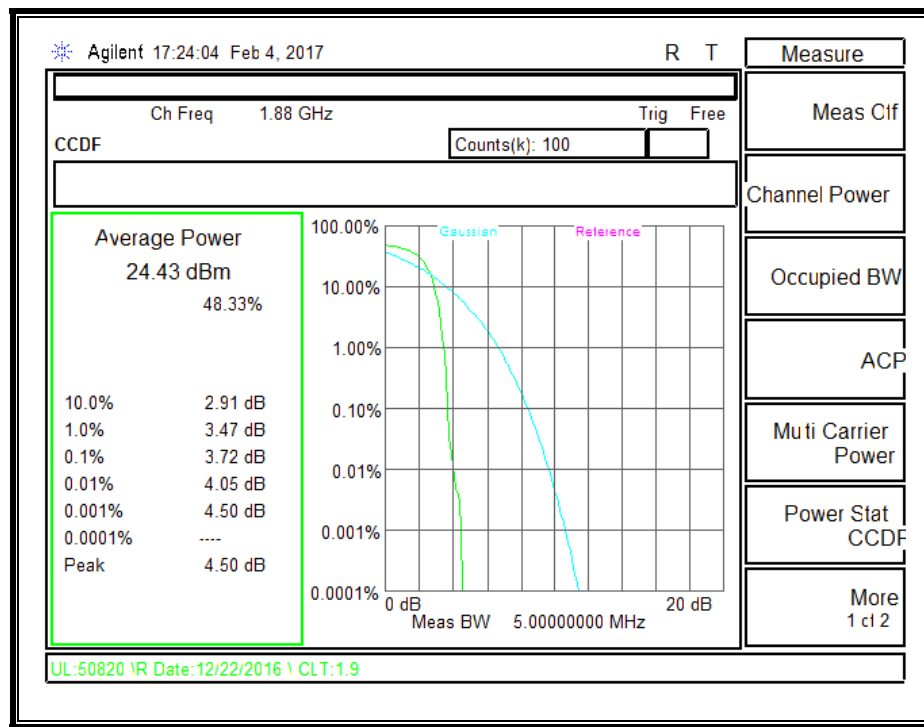 Agilent 17:24:04 Feb 4, 2017 R T
Measure
Ch Freq 1.88 GHz Trig Free
CCDF Counts(k): 100
Average Power
24.43 dBm
48.33%
10.0% 2.91 dB
1.0% 3.47 dB
0.1% 3.72 dB
0.01% 4.05 dB
0.001% 4.50 dB
0.0001% ----
Peak 4.50 dB
Gaussian Reference
100.00%
10.00%
1.00%
0.10%
0.01%
0.001%
0.0001%
0 dB 20 dB
Meas BW 5.00000000 MHz
Meas Off
Channel Power
Occupied BW
ACP
Multi Carrier
Power
Power Stat
CCDF
More
1 of 2
UL:50820 \R Date:12/22/2016 \ CLT:1.9